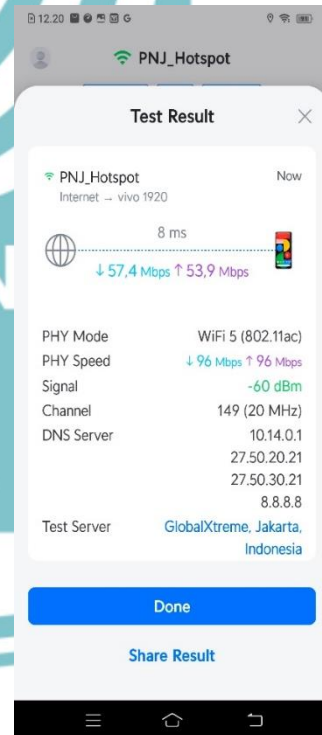 12.20
PNJ_Hotspot
Test Result
PNJ_Hotspot Now
Internet → vivo 1920
8 ms
↓ 57,4 Mbps ↑ 53,9 Mbps
PHY Mode WiFi 5 (802.11ac)
PHY Speed ↓ 96 Mbps ↑ 96 Mbps
Signal -60 dBm
Channel 149 (20 MHz)
DNS Server 10.14.0.1
27.50.20.21
27.50.30.21
8.8.8.8
Test Server GlobalXtreme, Jakarta,
Indonesia
Done
Share Result